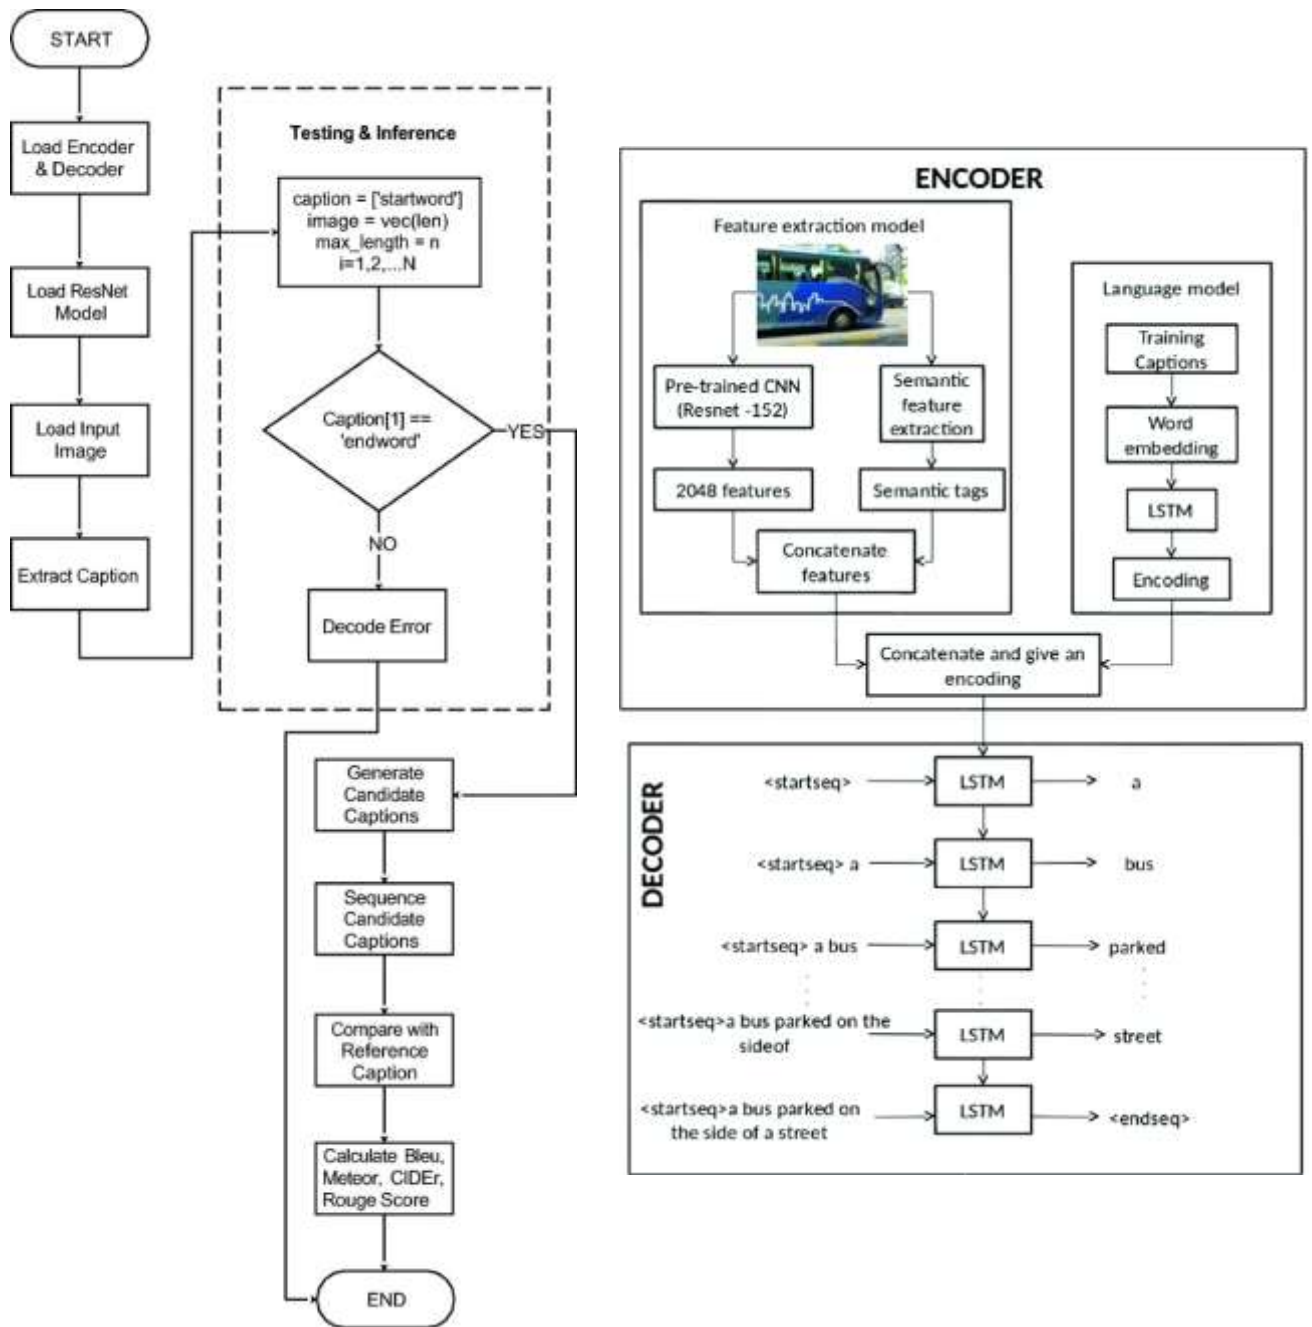 START
Load Encoder
& Decoder
Load ResNet
Model
Load Input
Image
Extract Caption
Testing & Inference
caption = ['startword']
image = vec(len)
max_length = n
i=1,2,...N
Caption[1] ==
'endword'
YES
NO
Decode Error
Generate
Candidate
Captions
Sequence
Candidate
Captions
Compare with
Reference
Caption
Calculate Bleu,
Meteor, CIDEr,
Rouge Score
END
ENCODER
Feature extraction model
Pre-trained CNN
(Resnet -152)
Semantic
feature
extraction
2048 features
Semantic tags
Concatenate
features
Language model
Training
Captions
Word
embedding
LSTM
Encoding
Concatenate and give an
encoding
DECODER
<startseq>
LSTM
a
<startseq> a
LSTM
bus
<startseq> a bus
LSTM
parked
<startseq>a bus parked on the
sideof
LSTM
street
<startseq>a bus parked on
the side of a street
LSTM
<endseq>